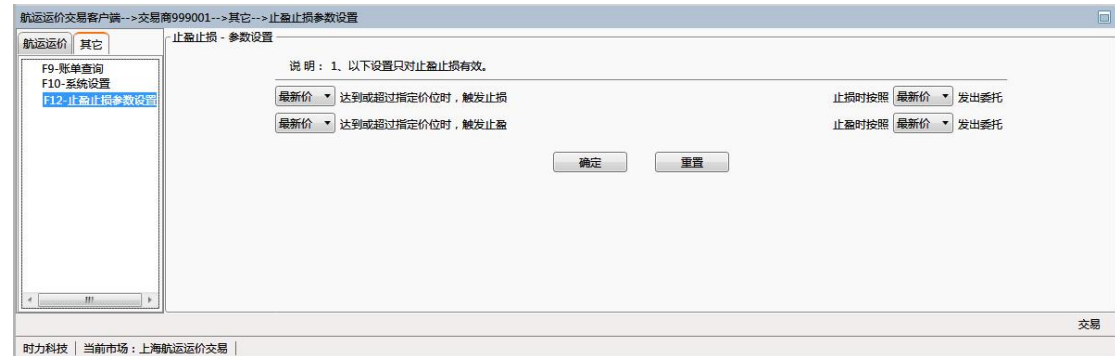 航运运价交易客户端-->交易商999001-->其它-->止盈止损参数设置
航运运价 其它
止盈止损 - 参数设置
F9-账单查询
F10-系统设置
F12-止盈止损参数设置
说 明： 1、以下设置只对止盈止损有效。
最新价 达到或超过指定价位时，触发止损 止损时按照 最新价 发出委托
最新价 达到或超过指定价位时，触发止盈 止盈时按照 最新价 发出委托
确定 重置
交易
时力科技 当前市场：上海航运运价交易